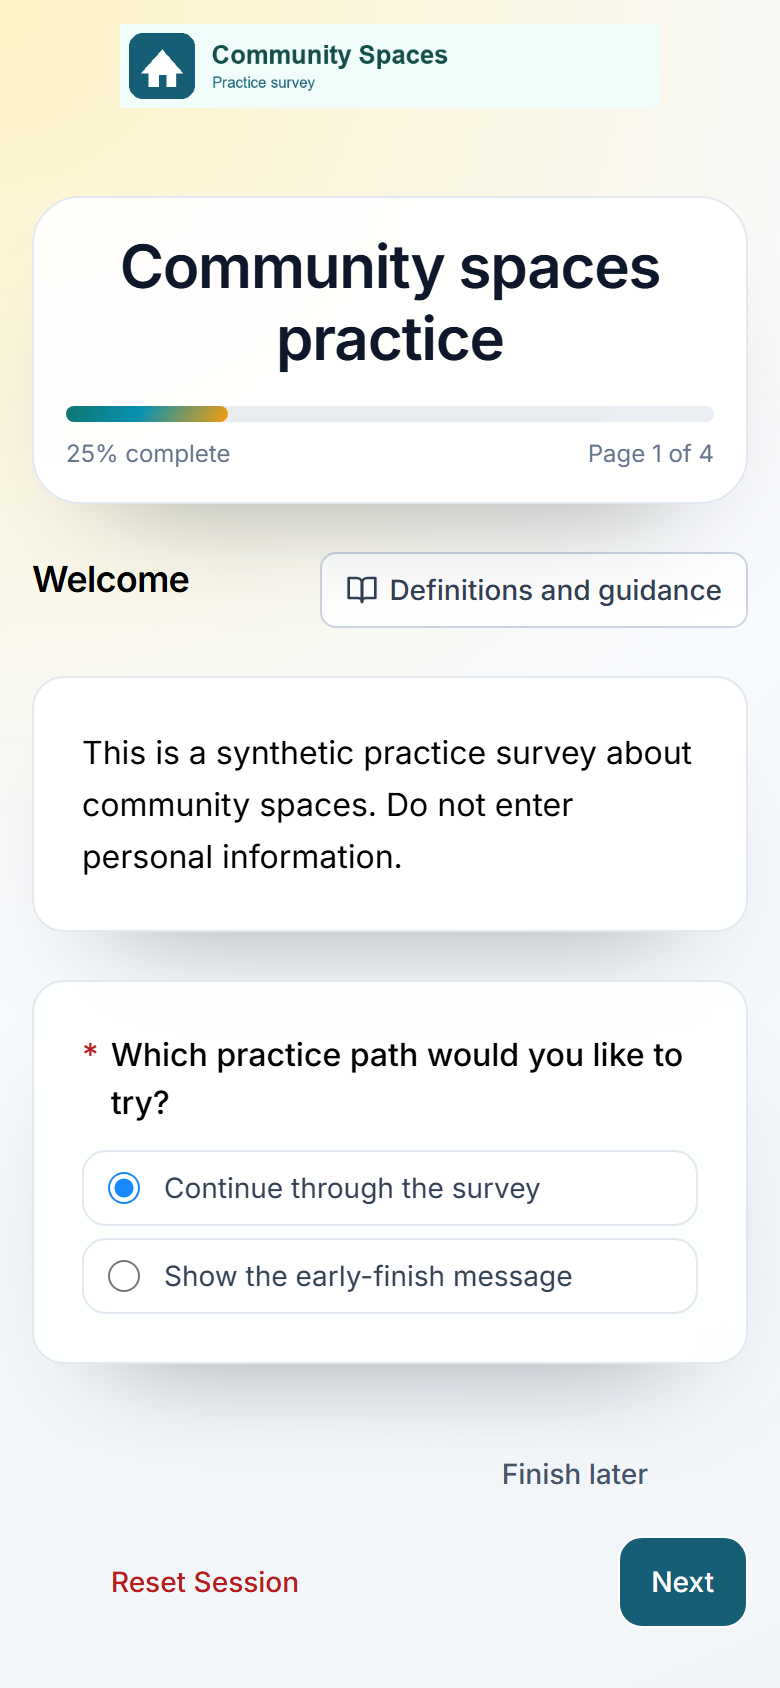 Community Spaces
Practice survey
Community spaces
practice
25% complete
Page 1 of 4
Welcome
Definitions and guidance
This is a synthetic practice survey about
community spaces. Do not enter
personal information.
* Which practice path would you like to
try?
Continue through the survey
Show the early-finish message
Finish later
Reset Session
Next